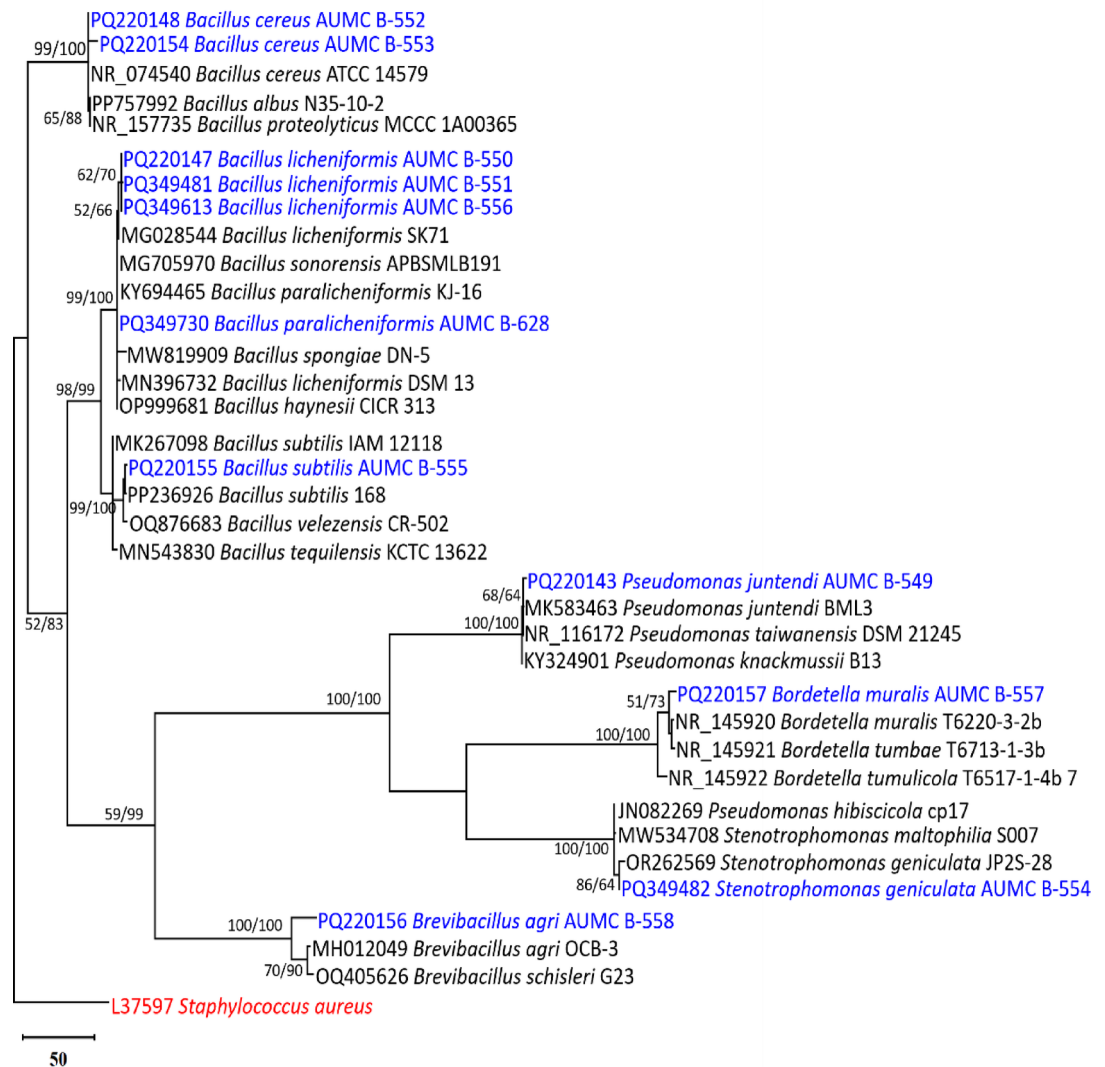 PQ220148 Bacillus cereus AUMC B-552
PQ220154 Bacillus cereus AUMC B-553
99/100
NR_074540 Bacillus cereus ATCC 14579
PP757992 Bacillus albus N35-10-2
65/88
NR_157735 Bacillus proteolyticus MCCC 1A00365
PQ220147 Bacillus licheniformis AUMC B-550
62/70
PQ349481 Bacillus licheniformis AUMC B-551
52/66
PQ349613 Bacillus licheniformis AUMC B-556
MG028544 Bacillus licheniformis SK71
MG705970 Bacillus sonorensis APBSMLB191
99/100
KY694465 Bacillus paralicheniformis KJ-16
PQ349730 Bacillus paralicheniformis AUMC B-628
MW819909 Bacillus spongiae DN-5
98/99
MN396732 Bacillus licheniformis DSM 13
OP999681 Bacillus haynesii CICR 313
MK267098 Bacillus subtilis IAM 12118
PQ220155 Bacillus subtilis AUMC B-555
PP236926 Bacillus subtilis 168
99/100
OQ876683 Bacillus velezensis CR-502
MN543830 Bacillus tequilensis KCTC 13622
PQ220143 Pseudomonas juntendi AUMC B-549
68/64
MK583463 Pseudomonas juntendi BML3
52/83
100/100
NR_116172 Pseudomonas taiwanensis DSM 21245
KY324901 Pseudomonas knackmussii B13
PQ220157 Bordetella muralis AUMC B-557
100/100
51/73
NR_145920 Bordetella muralis T6220-3-2b
100/100
NR_145921 Bordetella tumbae T6713-1-3b
NR_145922 Bordetella tumulicola T6517-1-4b 7
59/99
JN082269 Pseudomonas hibiscicola cp17
MW534708 Stenotrophomonas maltophilia S007
100/100
OR262569 Stenotrophomonas geniculata JP2S-28
86/64
PQ349482 Stenotrophomonas geniculata AUMC B-554
100/100
PQ220156 Brevibacillus agri AUMC B-558
MH012049 Brevibacillus agri OCB-3
70/90
OQ405626 Brevibacillus schisleri G23
L37597 Staphylococcus aureus
50